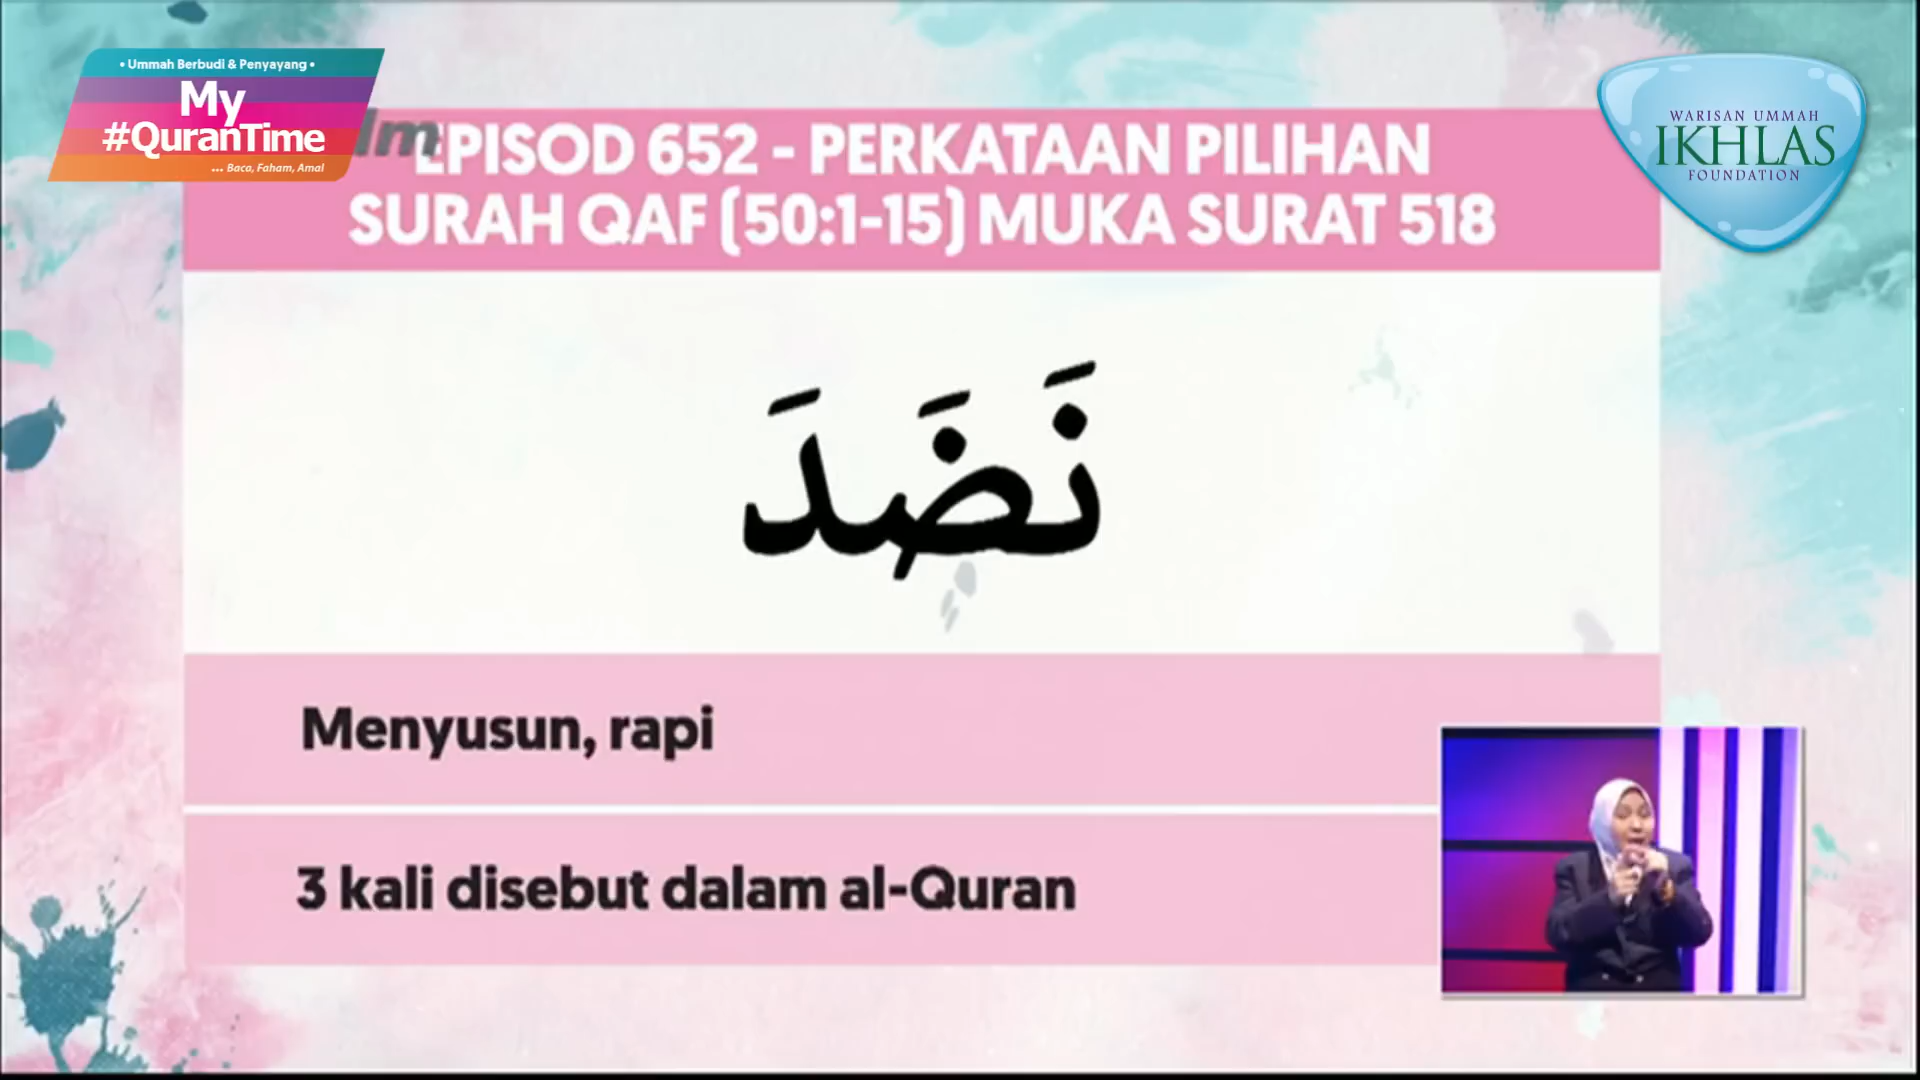 • Ummah Berbudi & Penyayang •
My
#QuranTime
... Baca, Faham, Amal
WARISAN UMMAH
IKHLAS
FOUNDATION
EPISOD 652 - PERKATAAN PILIHAN
SURAH QAF (50:1-15) MUKA SURAT 518
نَضَدَ
Menyusun, rapi
3 kali disebut dalam al-Quran